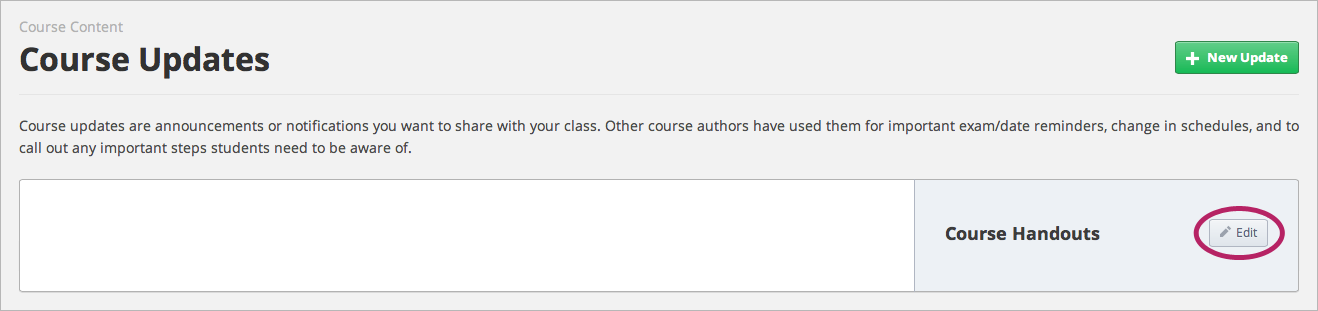 Course Content
Course Updates
New Update
Course updates are announcements or notifications you want to share with your class. Other course authors have used them for important exam/date reminders, change in schedules, and to
call out any important steps students need to be aware of.
Course Handouts
Edit